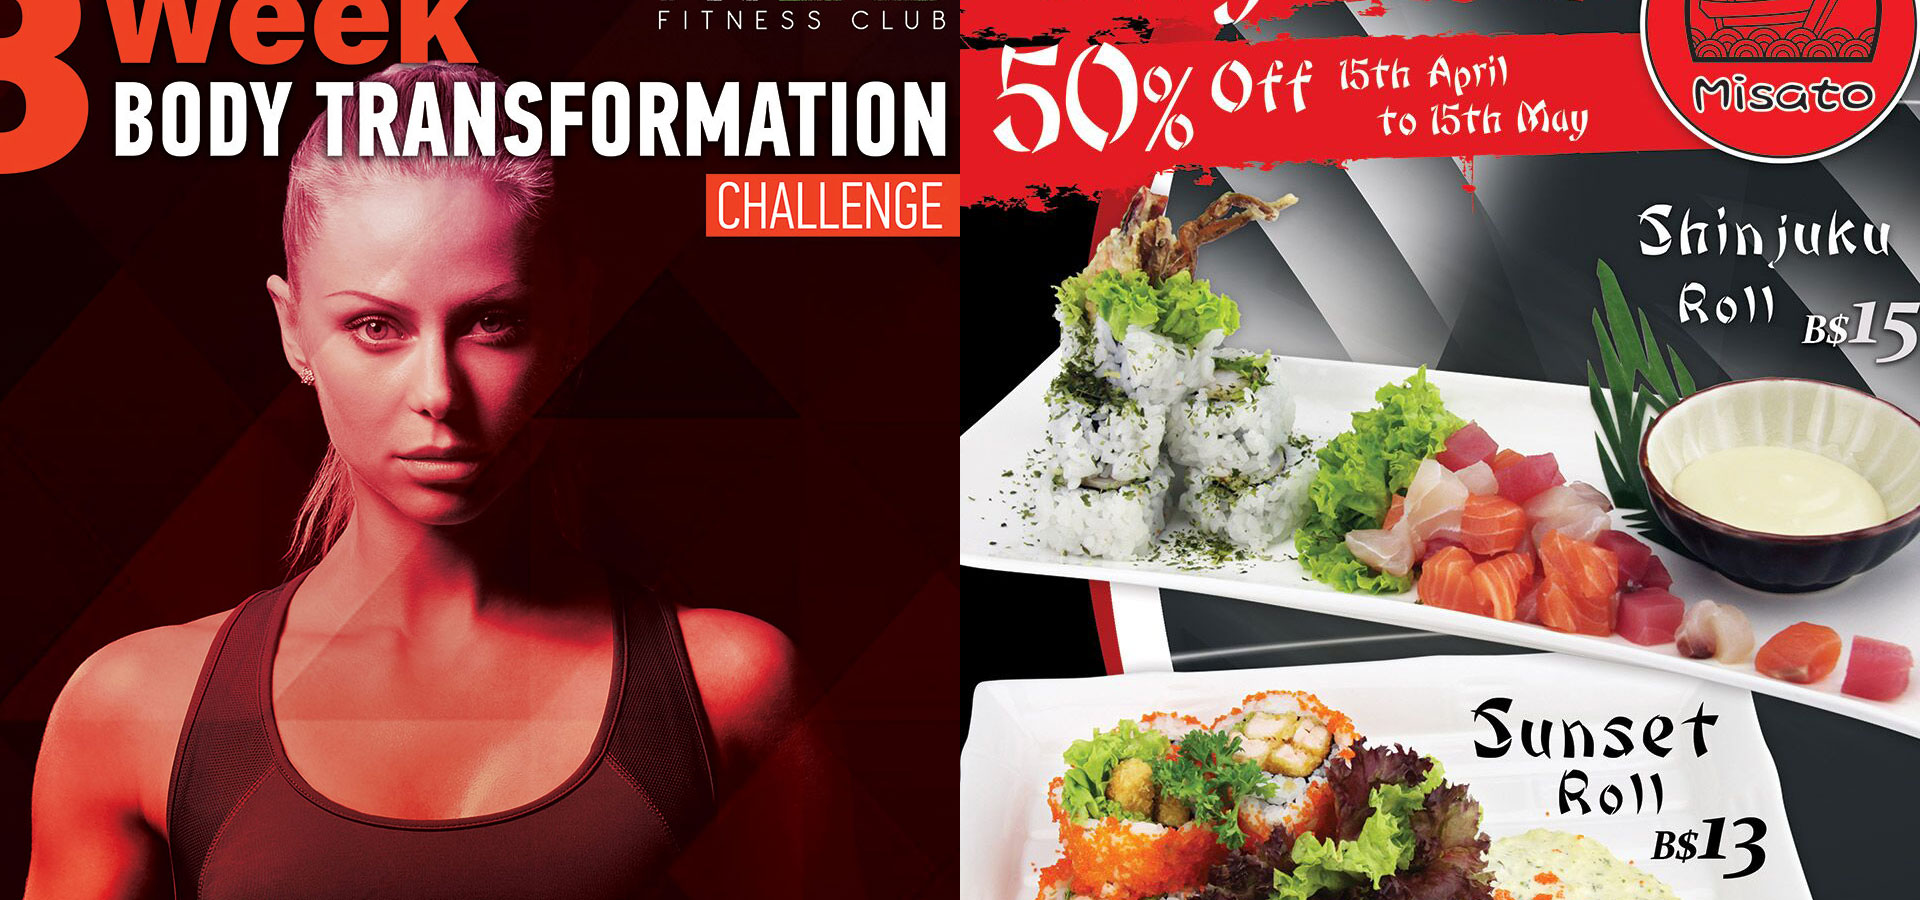 Week
FITNESS CLUB
BODY TRANSFORMATION
CHALLENGE
50% Off
15th April
to 15th May
Misato
Shinjuku
Roll
B$15
Sunset
Roll
B$13